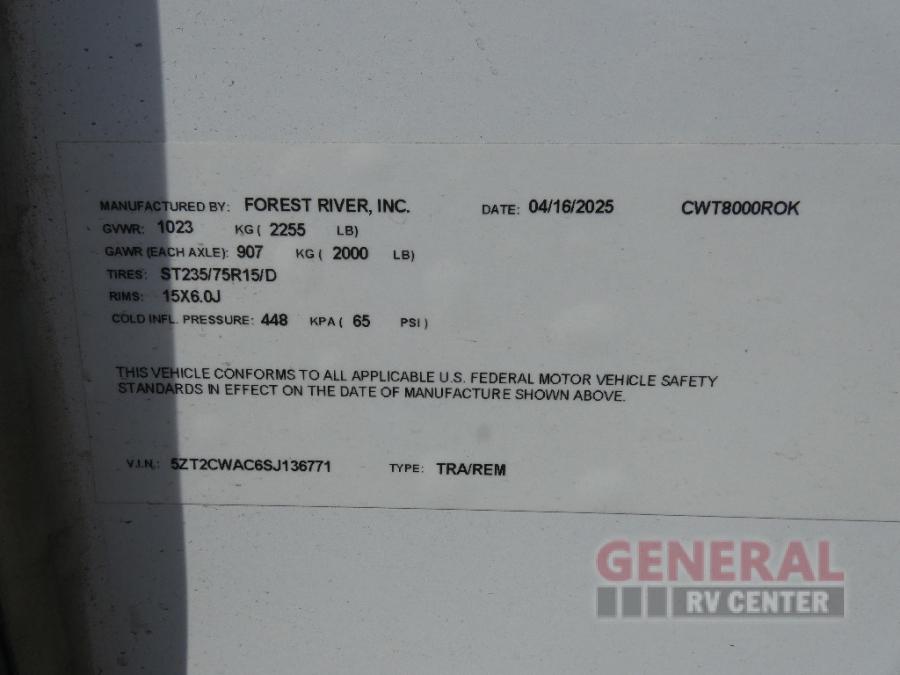 MANUFACTURED BY: FOREST RIVER, INC. DATE: 04/16/2025 CWT8000ROK
GVWR: 1023 KG ( 2255 LB)
GAWR (EACH AXLE): 907 KG ( 2000 LB)
TIRES: ST235/75R15/D
RIMS: 15X6.0J
COLD INFL. PRESSURE: 448 KPA ( 65 PSI )
THIS VEHICLE CONFORMS TO ALL APPLICABLE U.S. FEDERAL MOTOR VEHICLE SAFETY
STANDARDS IN EFFECT ON THE DATE OF MANUFACTURE SHOWN ABOVE.
V.I.N.: 5ZT2CWAC6SJ136771 TYPE: TRA/REM
GENERAL
RV CENTER